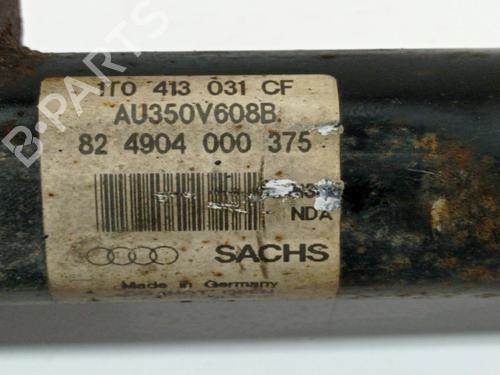 1T0 413 031 CF
AU350V608B
82 4904 000 375
NDA
SACHS
Made in Germany
B-PARTS